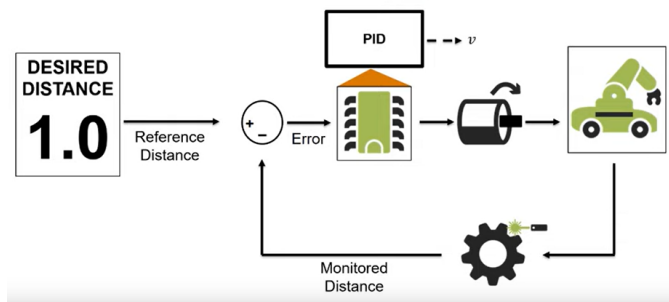 DESIRED
DISTANCE
1.0
Reference
Distance
+
−
Error
PID
v
Monitored
Distance